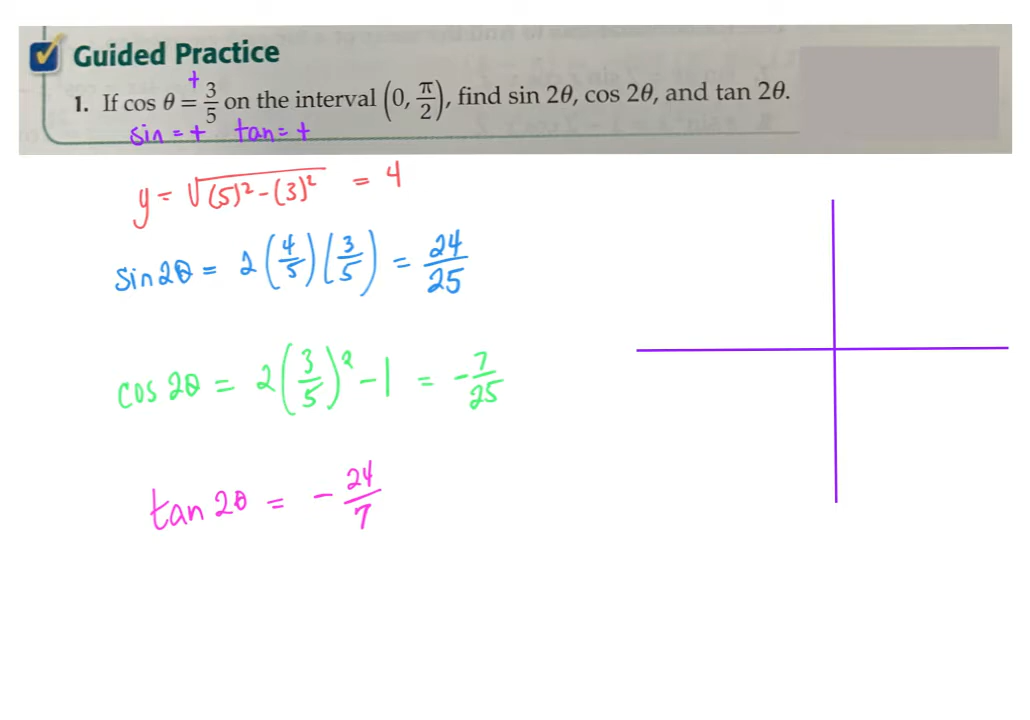 Guided Practice
+
1. If cos θ = 3/5 on the interval (0, π/2), find sin 2θ, cos 2θ, and tan 2θ.
sin = + tan = +
y = √(5)² - (3)² = 4
sin 2θ = 2(4/5)(3/5) = 24/25
cos 2θ = 2(3/5)² - 1 = -7/25
tan 2θ = - 24/7